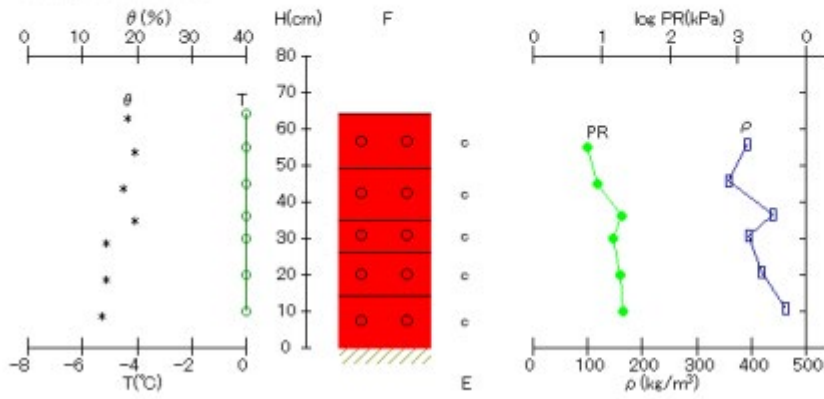 θ(%) H(cm) F log PR(kPa)
0 10 20 30 40 0 1 2 3
80
70
θ T
60
PR ρ
c
50
c
40
c
30
c
20
10
c
0
-8 -6 -4 -2 0 0 100 200 300 400 500
T(℃) E ρ(kg/m³)